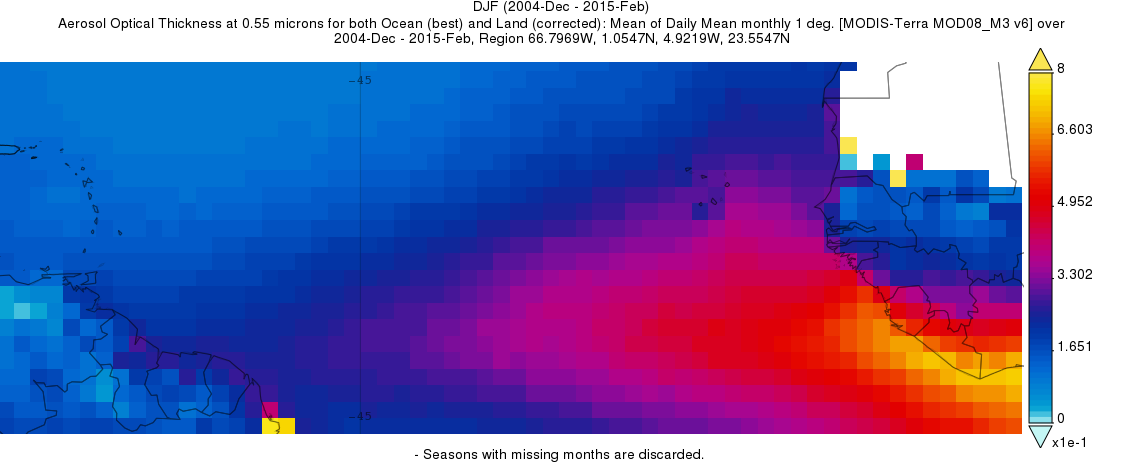 DJF (2004-Dec - 2015-Feb)
Aerosol Optical Thickness at 0.55 microns for both Ocean (best) and Land (corrected): Mean of Daily Mean monthly 1 deg. [MODIS-Terra MOD08_M3 v6] over
2004-Dec - 2015-Feb, Region 66.7969W, 1.0547N, 4.9219W, 23.5547N
8
-45
6.603
4.952
3.302
1.651
-45
0
x1e-1
- Seasons with missing months are discarded.